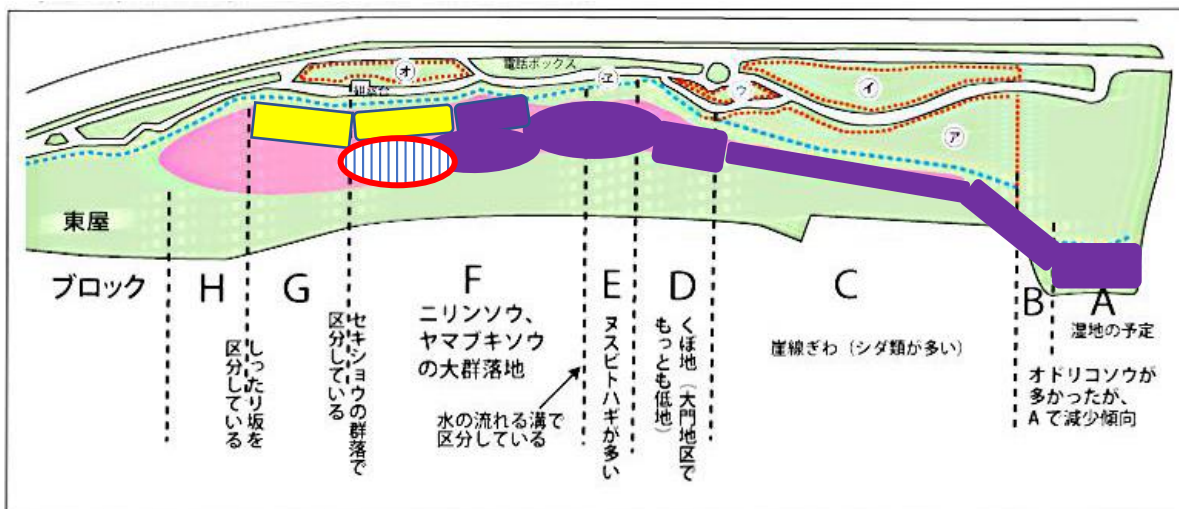 電話ボックス
オ
ヱ
ウ
イ
ア
東屋
ブロック
H
G
F
E
D
C
B
A
しったり坂を
区分している
セキショウの群落で
区分している
ニリンソウ、
ヤマブキソウ
の大群落地
水の流れる溝で
区分している
ヌスビトハギが多い
くぼ地（大門地区で
もっとも低地）
崖線ぎわ（シダ類が多い）
湿地の予定
オドリコソウが
多かったが、
Aで減少傾向